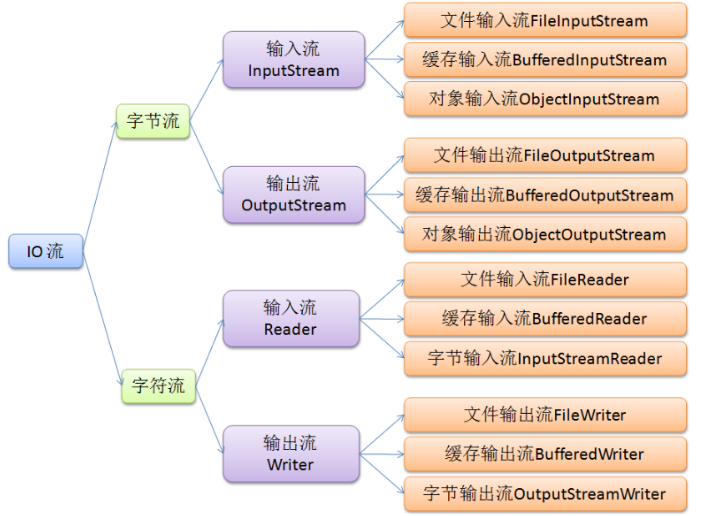 IO 流
字节流
输入流
InputStream
文件输入流FileInputStream
缓存输入流BufferedInputStream
对象输入流ObjectInputStream
输出流
OutputStream
文件输出流FileOutputStream
缓存输出流BufferedOutputStream
对象输出流ObjectOutputStream
字符流
输入流
Reader
文件输入流FileReader
缓存输入流BufferedReader
字节输入流InputStreamReader
输出流
Writer
文件输出流FileWriter
缓存输出流BufferedWriter
字节输出流OutputStreamWriter